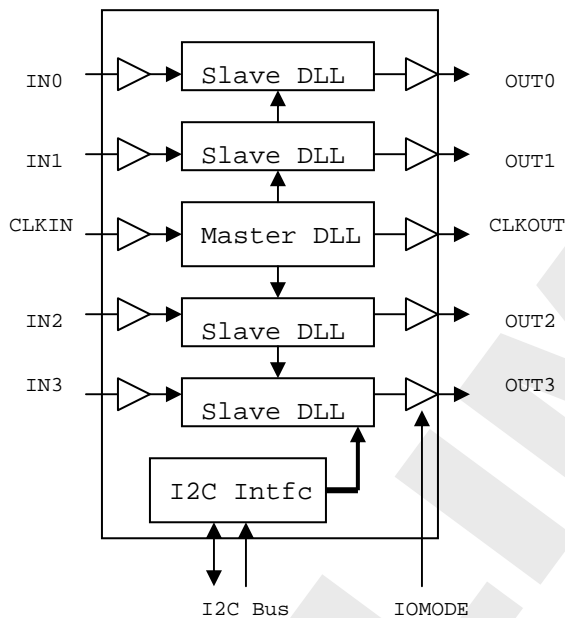 IN0 Slave DLL OUT0
IN1 Slave DLL OUT1
CLKIN Master DLL CLKOUT
IN2 Slave DLL OUT2
IN3 Slave DLL OUT3
I2C Intfc
I2C Bus IOMODE